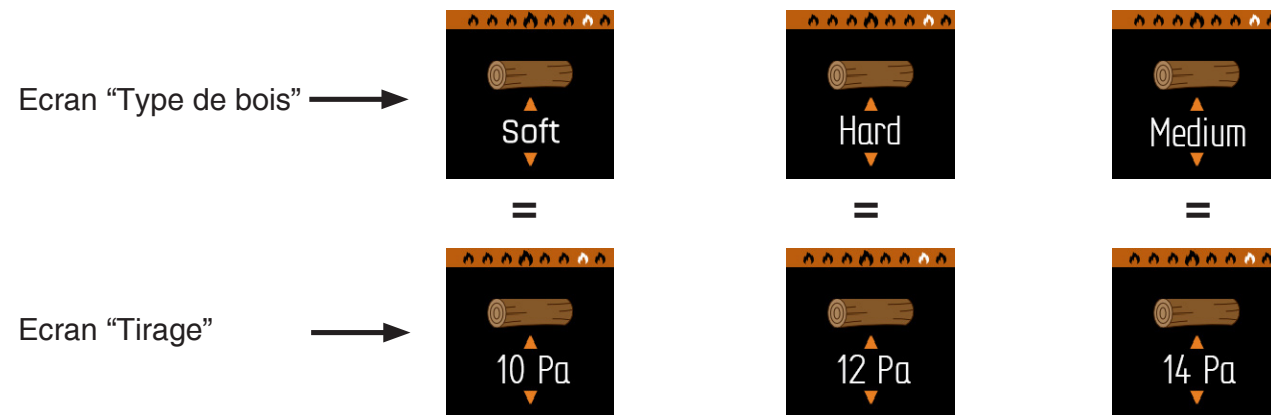 Ecran “Type de bois”
Soft
Hard
Medium
= = =
Ecran “Tirage”
10 Pa
12 Pa
14 Pa